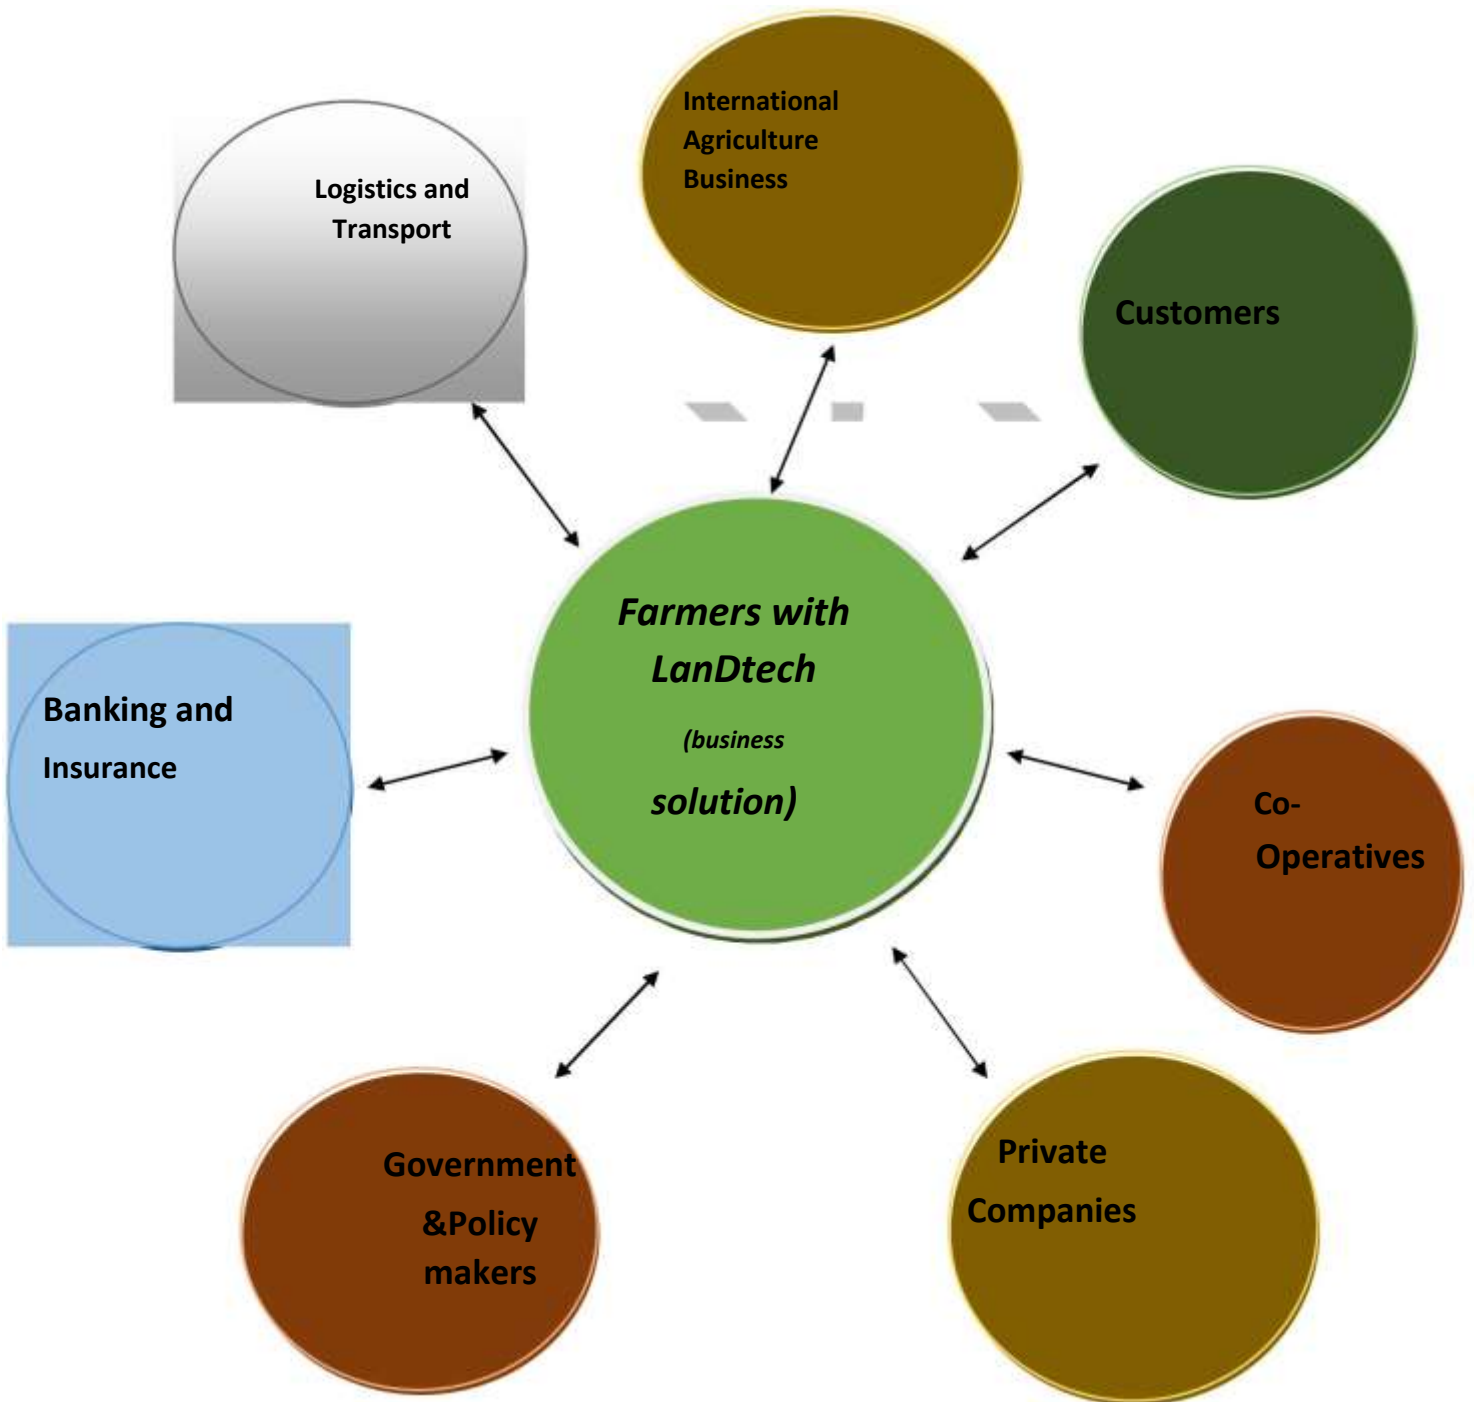 International
Agriculture
Business
Logistics and
Transport
Customers
Farmers with
LanDtech
(business
solution)
Banking and
Insurance
Co-
Operatives
Government
&Policy
makers
Private
Companies